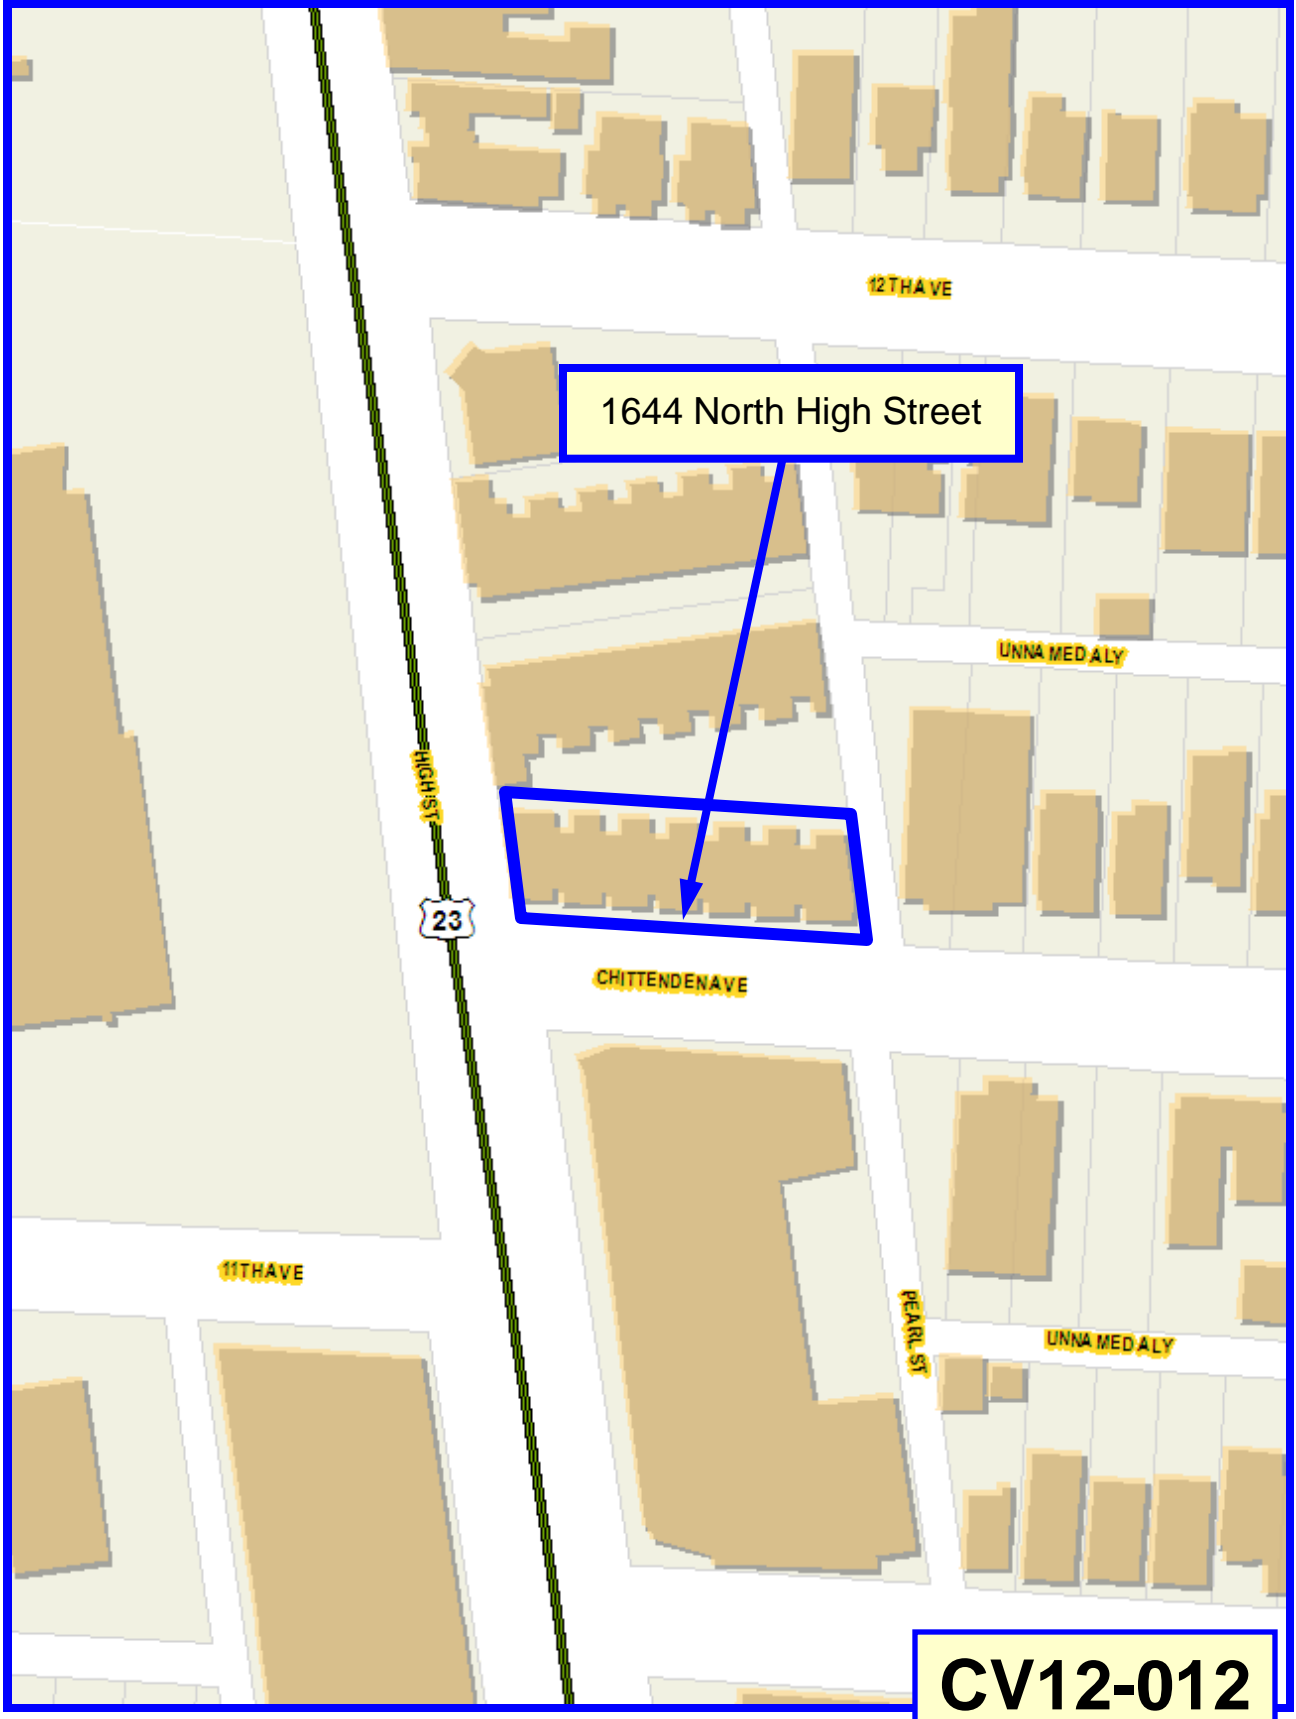 12TH AVE
1644 North High Street
UNNAMED ALY
HIGH ST
23
CHITTENDEN AVE
11TH AVE
PEARL ST
UNNAMED ALY
CV12-012